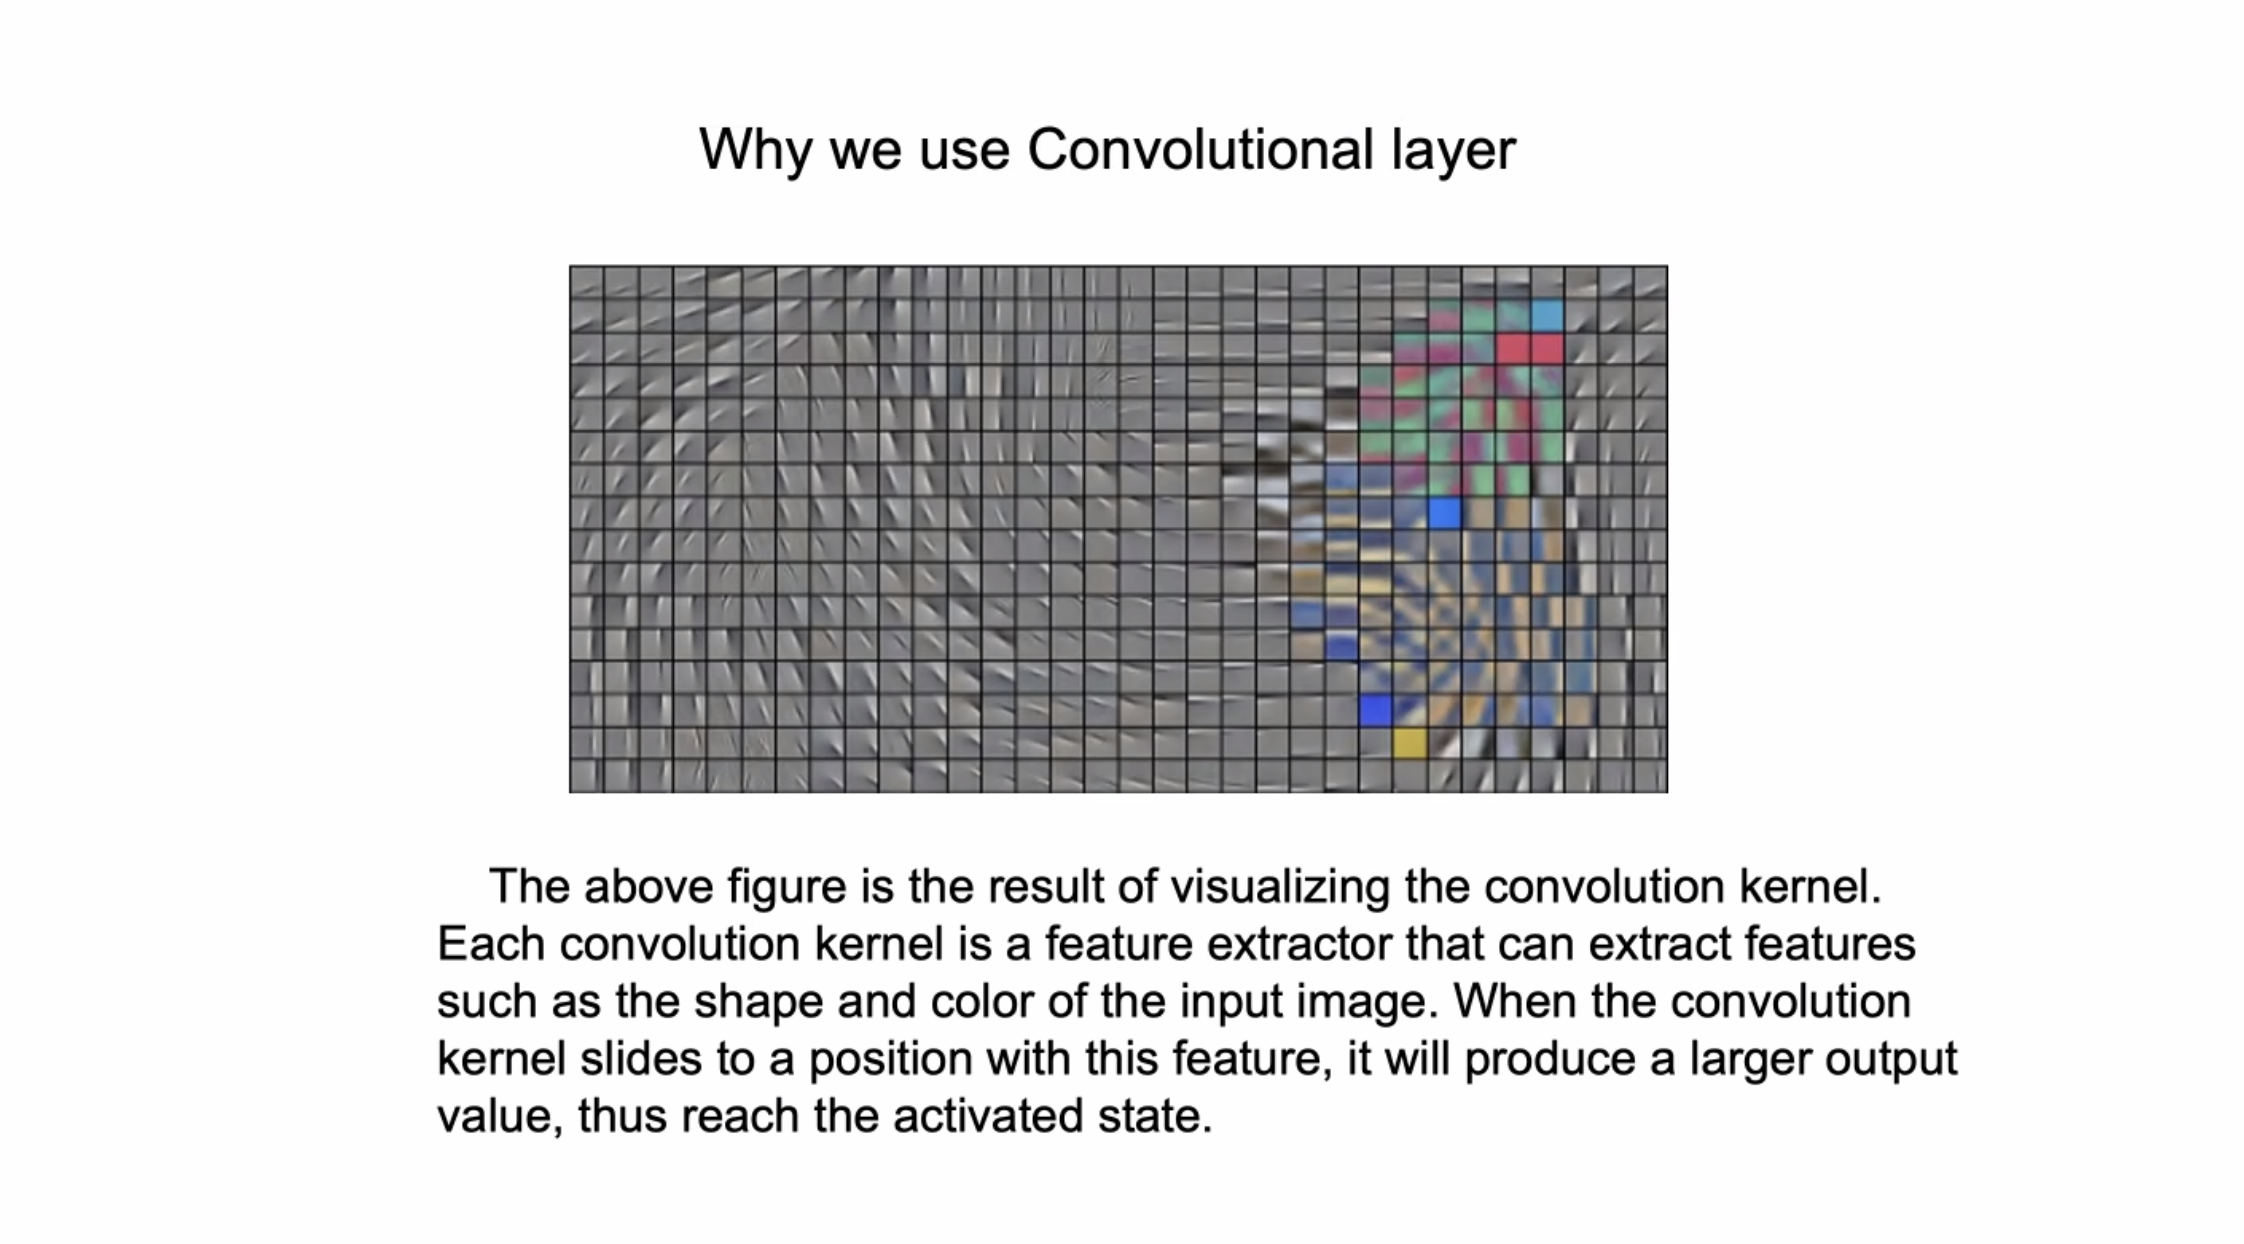 Why we use Convolutional layer
The above figure is the result of visualizing the convolution kernel.
Each convolution kernel is a feature extractor that can extract features
such as the shape and color of the input image. When the convolution
kernel slides to a position with this feature, it will produce a larger output
value, thus reach the activated state.